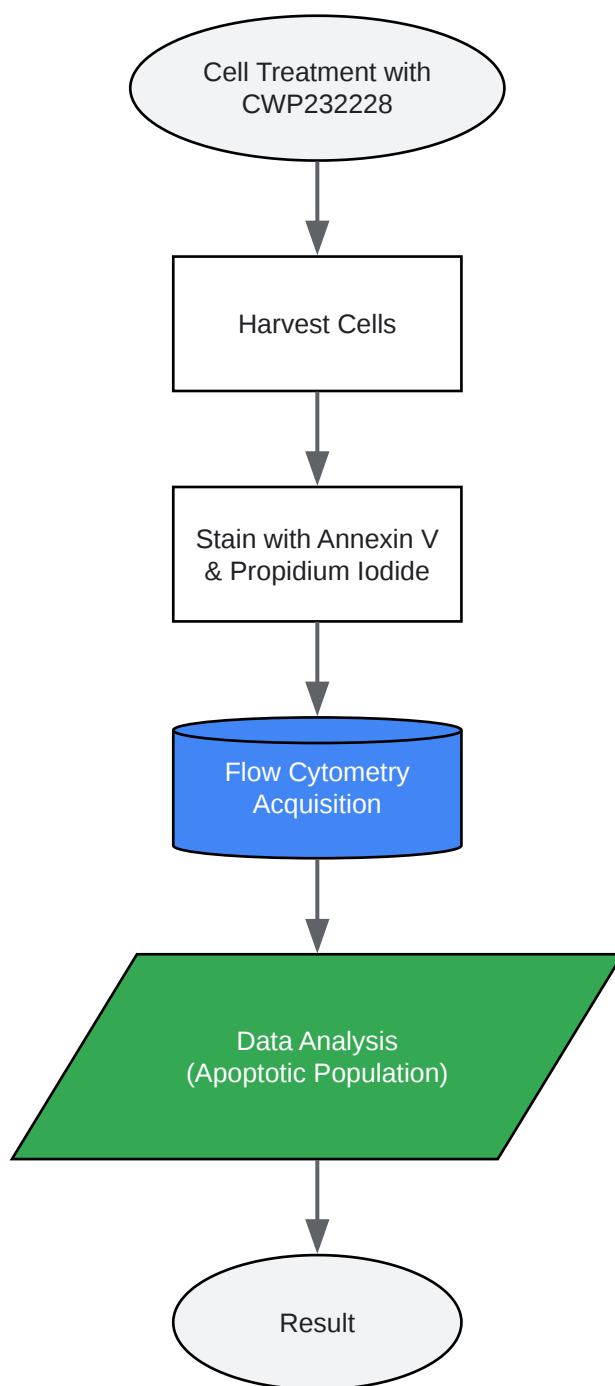 Cell Treatment with
CWP232228
Harvest Cells
Stain with Annexin V
& Propidium Iodide
Flow Cytometry
Acquisition
Data Analysis
(Apoptotic Population)
Result